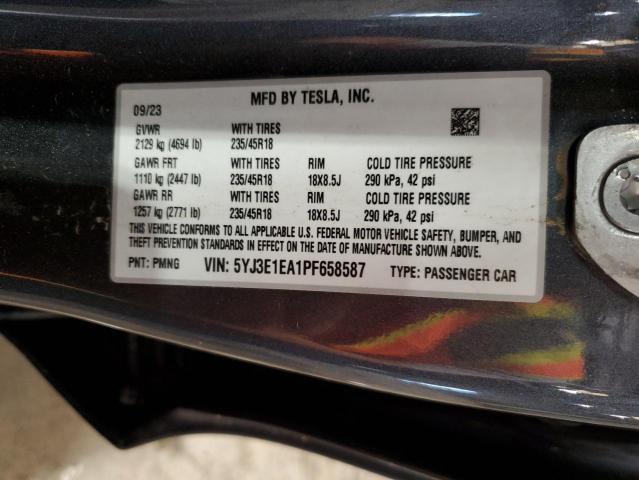 MFD BY TESLA, INC.
09/23
GVWR WITH TIRES
2129 kg (4694 lb) 235/45R18
GAWR FRT WITH TIRES RIM COLD TIRE PRESSURE
1110 kg (2447 lb) 235/45R18 18X8.5J 290 kPa, 42 psi
GAWR RR WITH TIRES RIM COLD TIRE PRESSURE
1257 kg (2771 lb) 235/45R18 18X8.5J 290 kPa, 42 psi
THIS VEHICLE CONFORMS TO ALL APPLICABLE U.S. FEDERAL MOTOR VEHICLE SAFETY, BUMPER, AND
THEFT PREVENTION STANDARDS IN EFFECT ON THE DATE OF MANUFACTURE SHOWN ABOVE.
PNT: PMNG VIN: 5YJ3E1EA1PF658587 TYPE: PASSENGER CAR